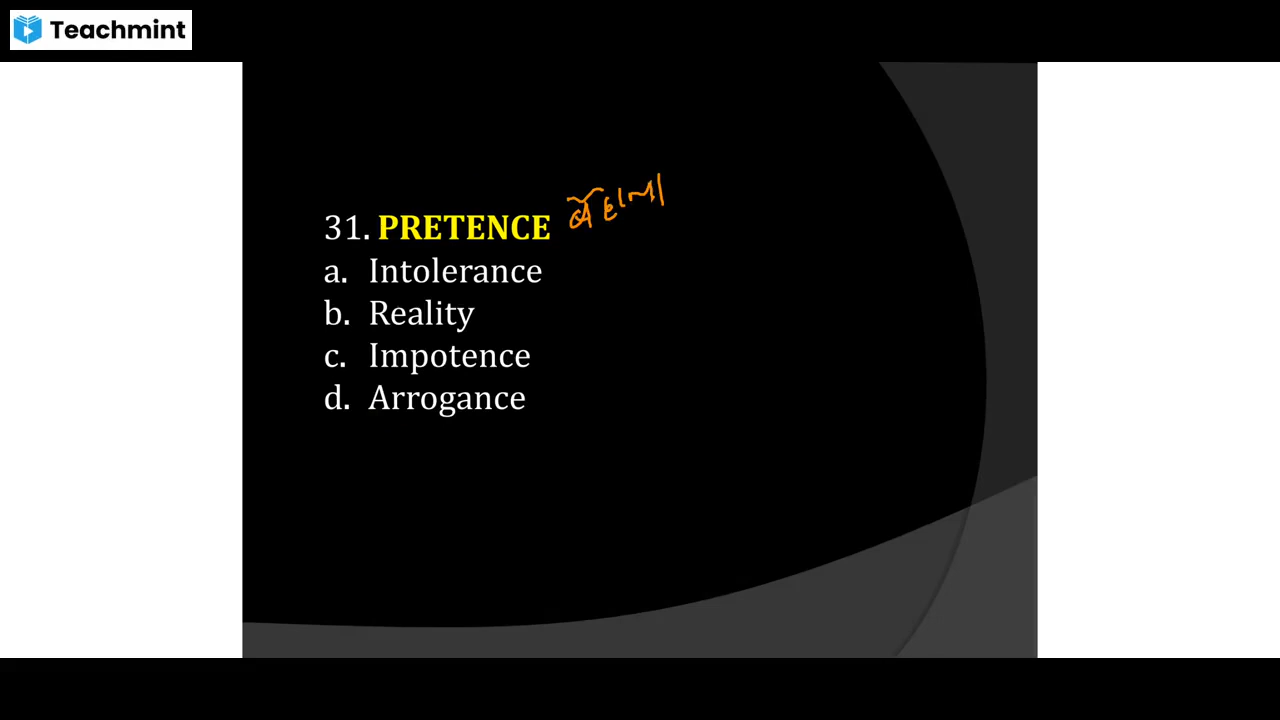 Teachmint
31. PRETENCE
a. Intolerance
b. Reality
c. Impotence
d. Arrogance